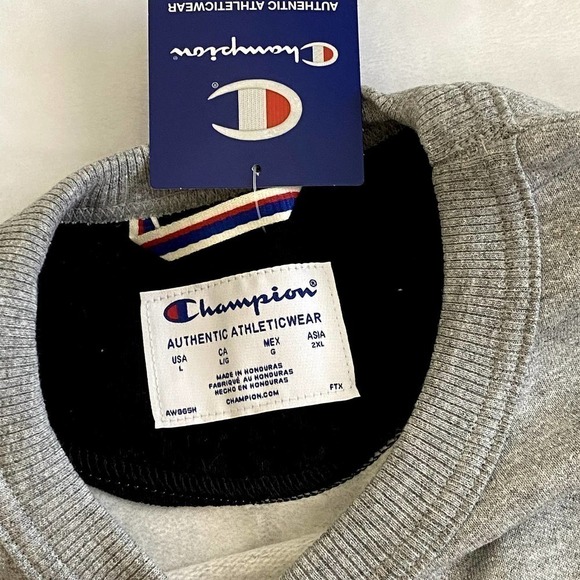 AUTHENTIC ATHLETICWEAR
Champion
Champion®
AUTHENTIC ATHLETICWEAR
USA CA MEX ASIA
L L/G G 2XL
MADE IN HONDURAS
FABRIQUÉ AU HONDURAS
HECHO EN HONDURAS
CHAMPION.COM
AW965H FTX